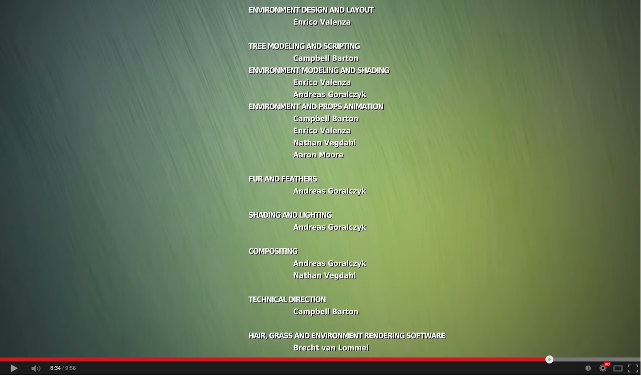 ENVIRONMENT DESIGN AND LAYOUT
Enrico Valenza
TREE MODELING AND SCRIPTING
Campbell Barton
ENVIRONMENT MODELING AND SHADING
Enrico Valenza
Andreas Goralczyk
ENVIRONMENT AND PROPS ANIMATION
Campbell Barton
Enrico Valenza
Nathan Vegdahl
Aaron Moore
FUR AND FEATHERS
Andreas Goralczyk
SHADING AND LIGHTING
Andreas Goralczyk
COMPOSITING
Andreas Goralczyk
Nathan Vegdahl
TECHNICAL DIRECTION
Campbell Barton
HAIR, GRASS AND ENVIRONMENT RENDERING SOFTWARE
Brecht van Lommel
8:34 / 9:56